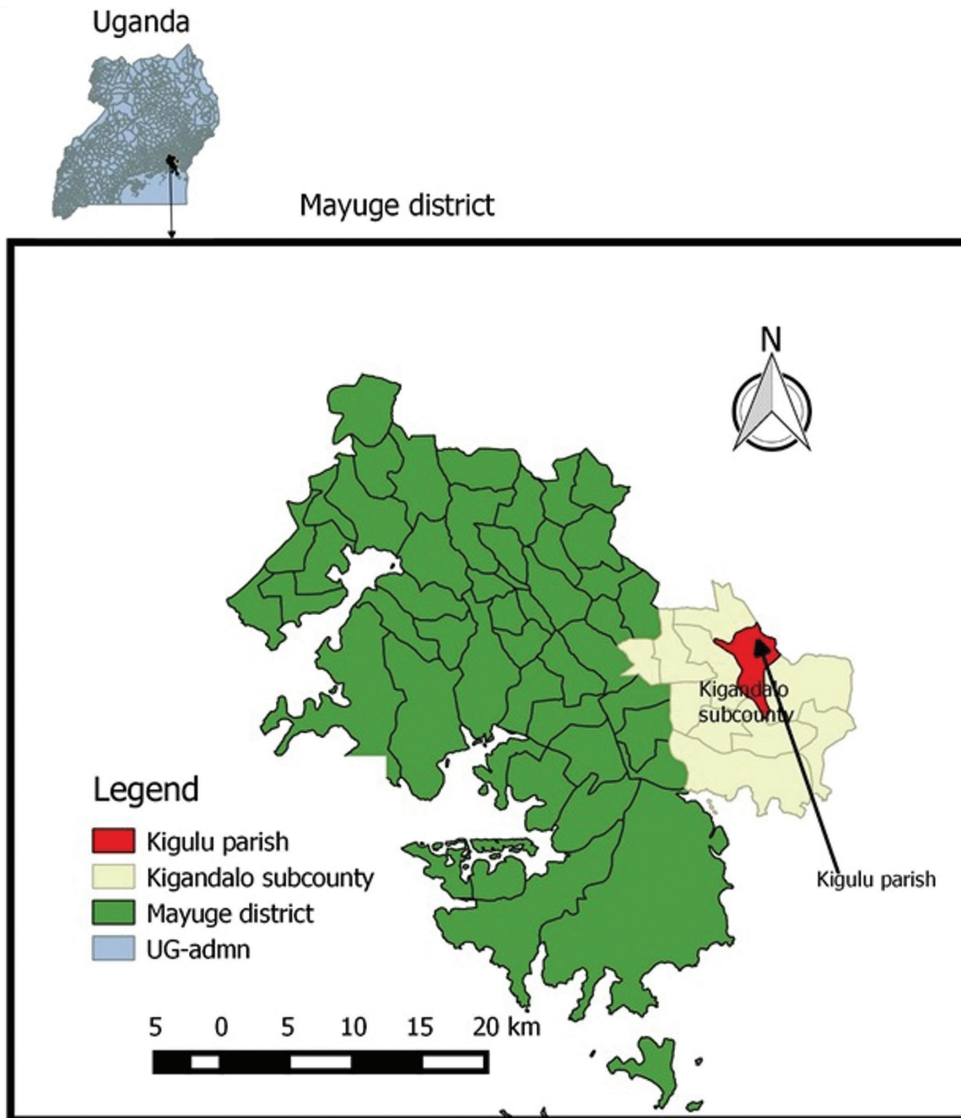 Uganda
Mayuge district
N
Kigandalo
subcounty
Kigulu parish
Legend
Kigulu parish
Kigandalo subcounty
Mayuge district
UG-admn
5 0 5 10 15 20 km